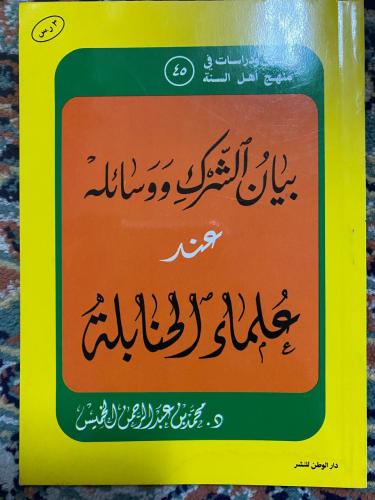 ٣ ر.س
ودراسات في
منهج أهل السنة
٤٥
بيان الشرك ووسائله
عند
علماء الحنابلة
د. محمد بن عبد الرحمن الخميس
دار الوطن للنشر